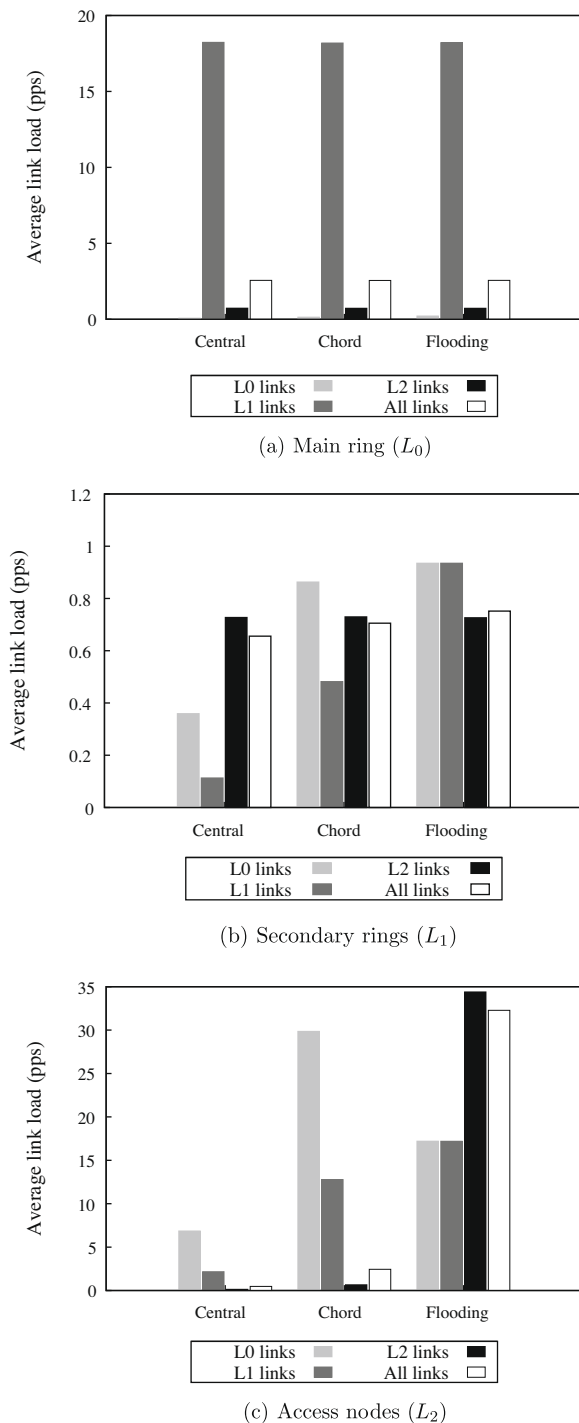 20
15
10
5
0
Average link load (pps)
Central Chord Flooding
L0 links L2 links
L1 links All links
(a) Main ring (L₀)
1.2
1
0.8
0.6
0.4
0.2
0
Average link load (pps)
Central Chord Flooding
L0 links L2 links
L1 links All links
(b) Secondary rings (L₁)
35
30
25
20
15
10
5
0
Average link load (pps)
Central Chord Flooding
L0 links L2 links
L1 links All links
(c) Access nodes (L₂)